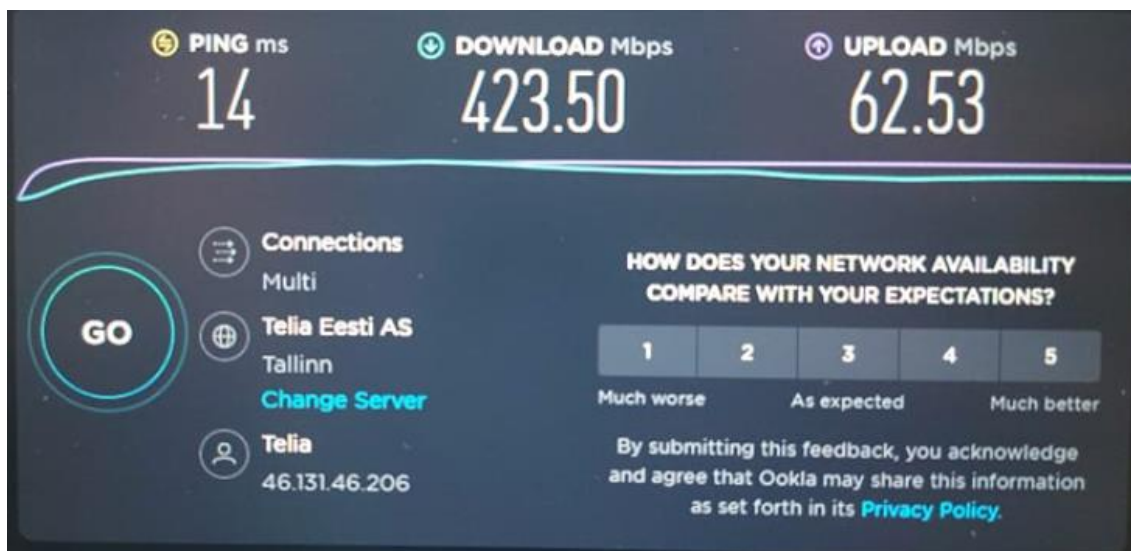 PING ms
14
DOWNLOAD Mbps
423.50
UPLOAD Mbps
62.53
GO
Connections
Multi
Telia Eesti AS
Tallinn
Change Server
Telia
46.131.46.206
HOW DOES YOUR NETWORK AVAILABILITY
COMPARE WITH YOUR EXPECTATIONS?
1 2 3 4 5
Much worse As expected Much better
By submitting this feedback, you acknowledge
and agree that Ookla may share this information
as set forth in its Privacy Policy.